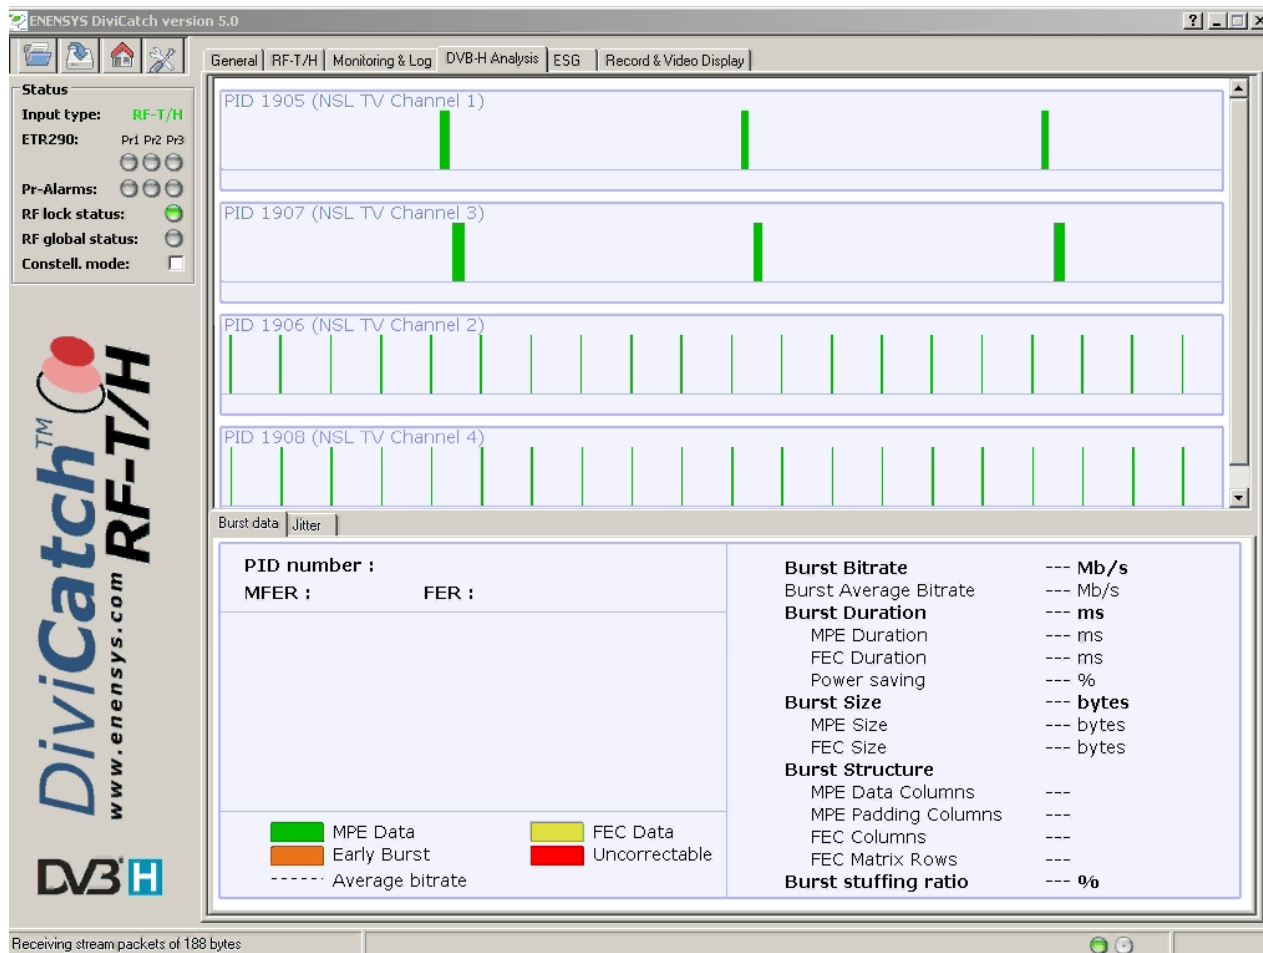 ENENSYS DiviCatch version 5.0
General RF-T/H Monitoring & Log DVB-H Analysis ESG Record & Video Display
Status
Input type: RF-T/H
ETR290: Pr1 Pr2 Pr3
Pr-Alarms:
RF lock status:
RF global status:
Constell. mode:
DiviCatch™
RF-T/H
www.enensys.com
DVB H
PID 1905 (NSL TV Channel 1)
PID 1907 (NSL TV Channel 3)
PID 1906 (NSL TV Channel 2)
PID 1908 (NSL TV Channel 4)
Burst data Jitter
PID number :
MFER : FER :
MPE Data FEC Data
Early Burst Uncorrectable
Average bitrate
Burst Bitrate --- Mb/s
Burst Average Bitrate --- Mb/s
Burst Duration --- ms
MPE Duration --- ms
FEC Duration --- ms
Power saving --- %
Burst Size --- bytes
MPE Size --- bytes
FEC Size --- bytes
Burst Structure
MPE Data Columns ---
MPE Padding Columns ---
FEC Columns ---
FEC Matrix Rows ---
Burst stuffing ratio --- %
Receiving stream packets of 188 bytes